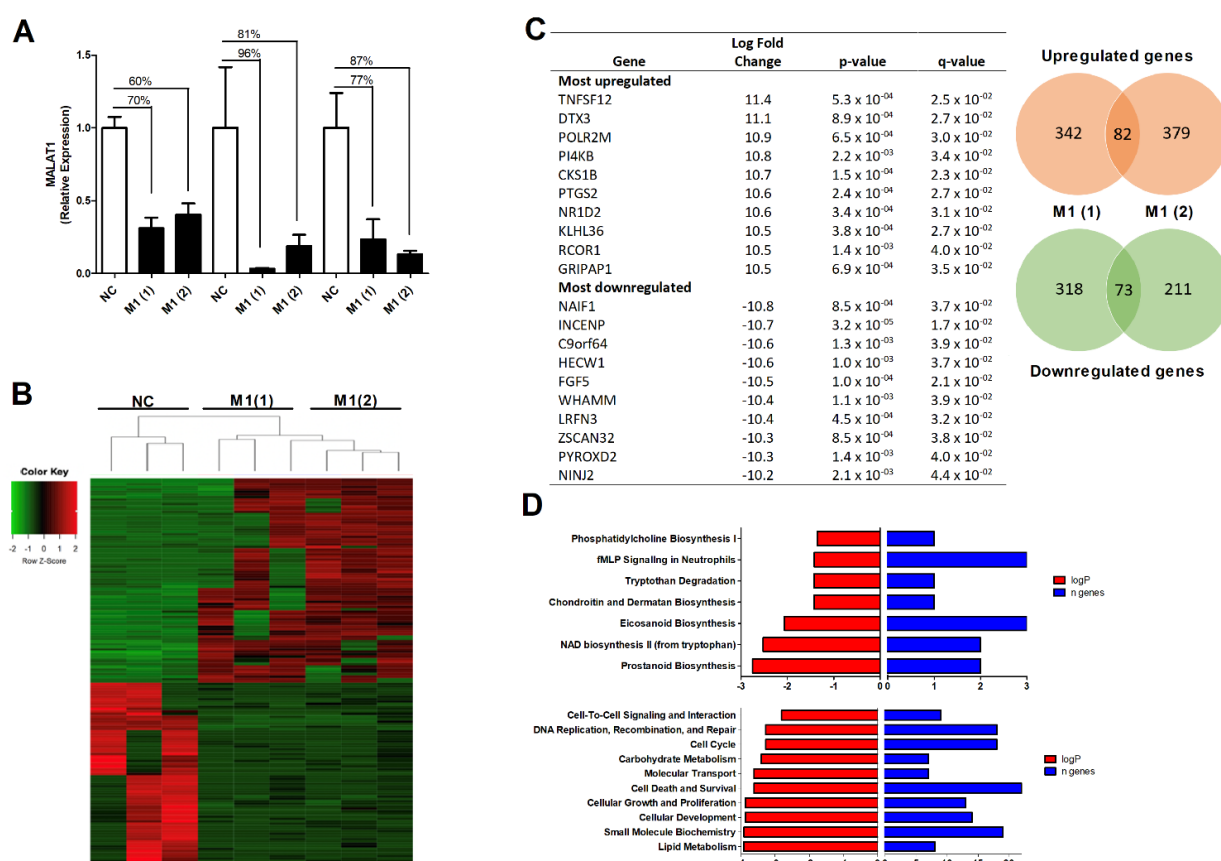 A
MALAT1
(Relative Expression)
1.5
1.0
0.5
0.0
60%
70%
81%
96%
87%
77%
NC
M1 (1)
M1 (2)
NC
M1 (1)
M1 (2)
NC
M1 (1)
M1 (2)
B
NC M1(1) M1(2)
Color Key
-2 -1 0 1 2
Row Z-Score
C
Gene Log Fold Change p-value q-value
Most upregulated
TNFSF12 11.4 5.3 x 10⁻⁰⁴ 2.5 x 10⁻⁰²
DTX3 11.1 8.9 x 10⁻⁰⁴ 2.7 x 10⁻⁰²
POLR2M 10.9 6.5 x 10⁻⁰⁴ 3.0 x 10⁻⁰²
PI4KB 10.8 2.2 x 10⁻⁰³ 3.4 x 10⁻⁰²
CKS1B 10.7 1.5 x 10⁻⁰⁴ 2.3 x 10⁻⁰²
PTGS2 10.6 2.4 x 10⁻⁰⁴ 2.7 x 10⁻⁰²
NR1D2 10.6 3.4 x 10⁻⁰⁴ 3.1 x 10⁻⁰²
KLHL36 10.5 3.8 x 10⁻⁰⁴ 2.7 x 10⁻⁰²
RCOR1 10.5 1.4 x 10⁻⁰³ 4.0 x 10⁻⁰²
GRIPAP1 10.5 6.9 x 10⁻⁰⁴ 3.5 x 10⁻⁰²
Most downregulated
NAIF1 -10.8 8.5 x 10⁻⁰⁴ 3.7 x 10⁻⁰²
INCENP -10.7 3.2 x 10⁻⁰⁵ 1.7 x 10⁻⁰²
C9orf64 -10.6 1.3 x 10⁻⁰³ 3.9 x 10⁻⁰²
HECW1 -10.6 1.0 x 10⁻⁰³ 3.7 x 10⁻⁰²
FGF5 -10.5 1.0 x 10⁻⁰⁴ 2.1 x 10⁻⁰²
WHAMM -10.4 1.1 x 10⁻⁰³ 3.9 x 10⁻⁰²
LRFN3 -10.4 4.5 x 10⁻⁰⁴ 3.2 x 10⁻⁰²
ZSCAN32 -10.3 8.5 x 10⁻⁰⁴ 3.8 x 10⁻⁰²
PYROXD2 -10.3 1.4 x 10⁻⁰³ 4.0 x 10⁻⁰²
NINJ2 -10.2 2.1 x 10⁻⁰³ 4.4 x 10⁻⁰²
Upregulated genes
342 82 379
M1 (1) M1 (2)
318 73 211
Downregulated genes
D
Phosphatidylcholine Biosynthesis I
fMLP Signaling in Neutrophils
Tryptothan Degradation
Chondroitin and Dermatan Biosynthesis
Eicosanoid Biosynthesis
NAD biosynthesis II (from tryptophan)
Prostanoid Biosynthesis
-3 -2 -1 0 0 1 2 3
logP
n genes
Cell-To-Cell Signaling and Interaction
DNA Replication, Recombination, and Repair
Cell Cycle
Carbohydrate Metabolism
Molecular Transport
Cell Death and Survival
Cellular Growth and Proliferation
Cellular Development
Small Molecule Biochemistry
Lipid Metabolism
logP
n genes